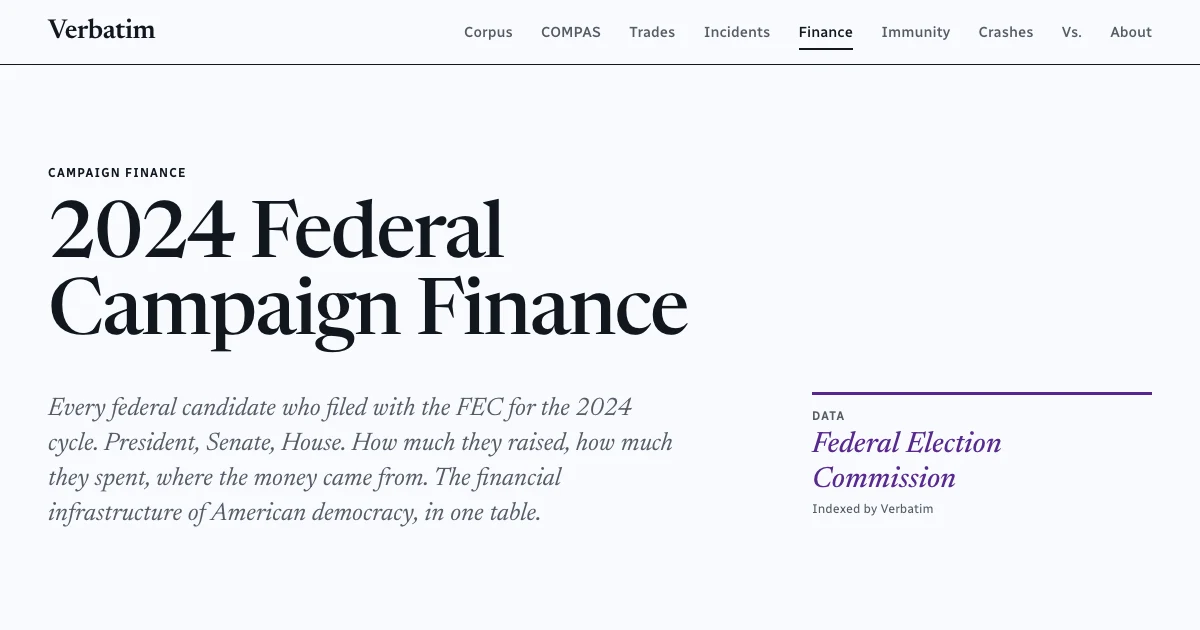 Verbatim
Corpus COMPAS Trades Incidents Finance Immunity Crashes Vs. About
CAMPAIGN FINANCE
2024 Federal
Campaign Finance
Every federal candidate who filed with the FEC for the 2024
cycle. President, Senate, House. How much they raised, how much
they spent, where the money came from. The financial
infrastructure of American democracy, in one table.
DATA
Federal Election
Commission
Indexed by Verbatim